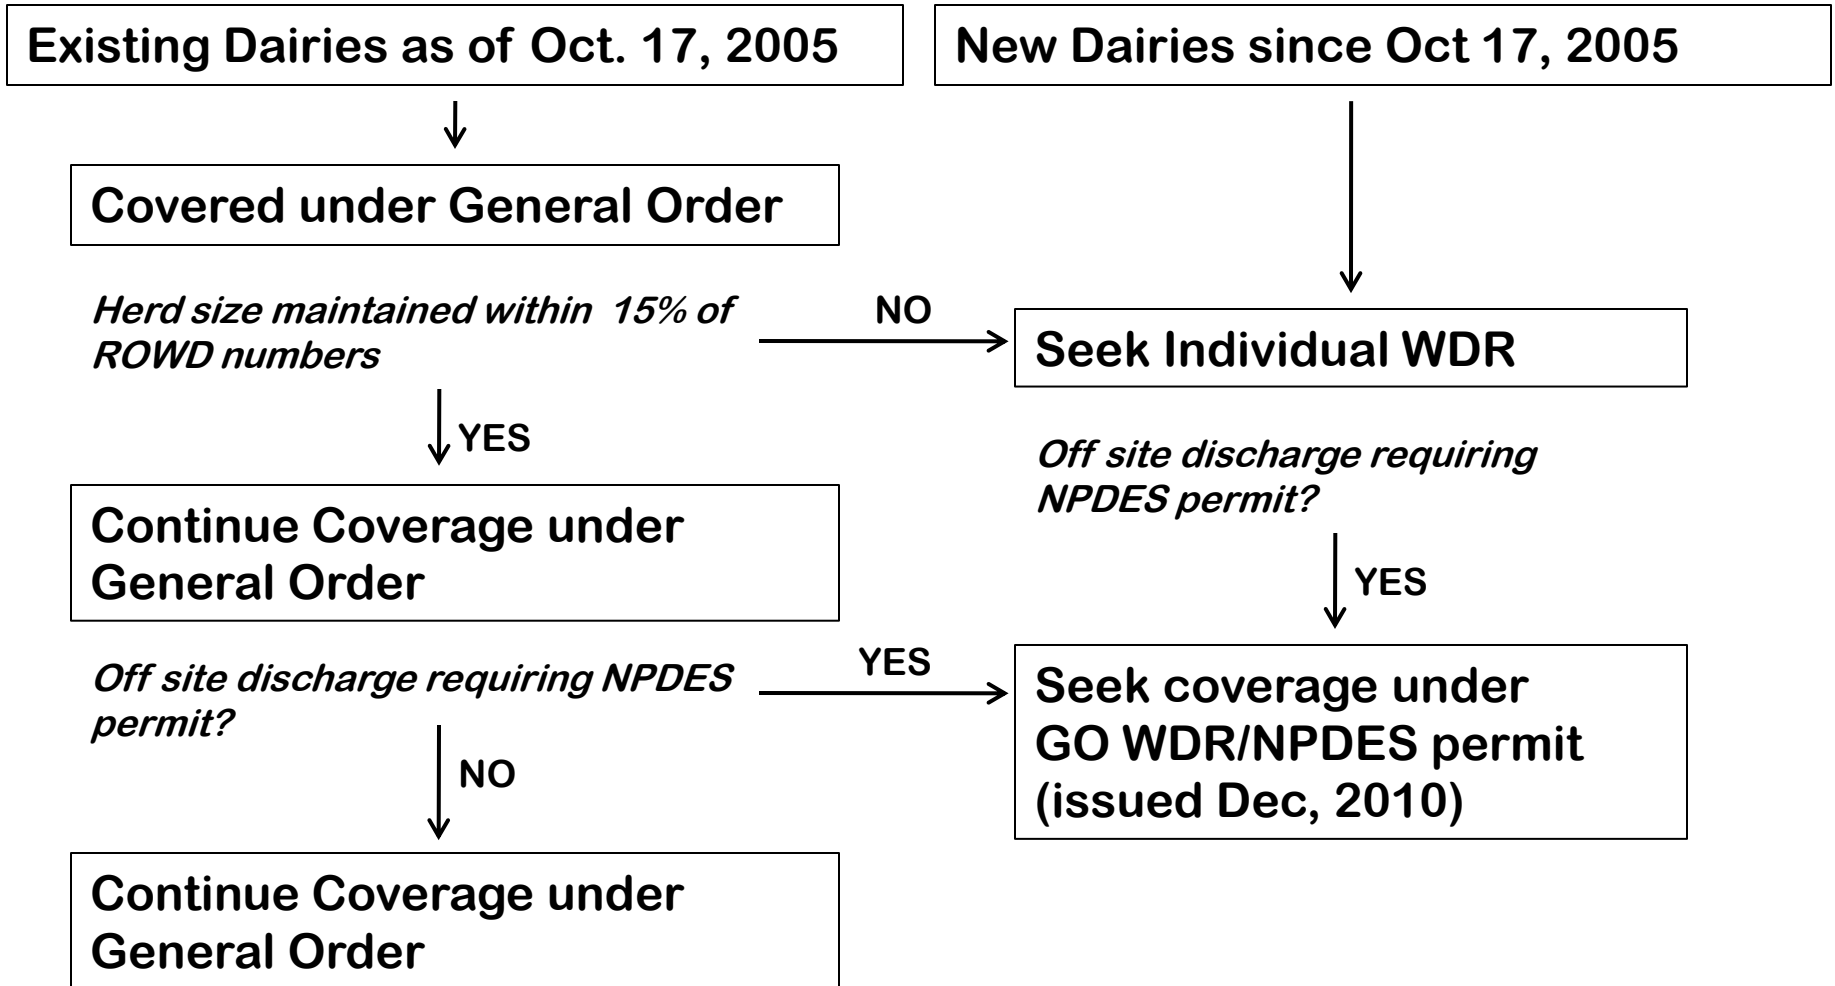 Existing Dairies as of Oct. 17, 2005
New Dairies since Oct 17, 2005
Covered under General Order
Herd size maintained within 15% of
ROWD numbers
NO
Seek Individual WDR
YES
Off site discharge requiring
NPDES permit?
Continue Coverage under
General Order
YES
Off site discharge requiring NPDES
permit?
YES
Seek coverage under
GO WDR/NPDES permit
(issued Dec, 2010)
NO
Continue Coverage under
General Order